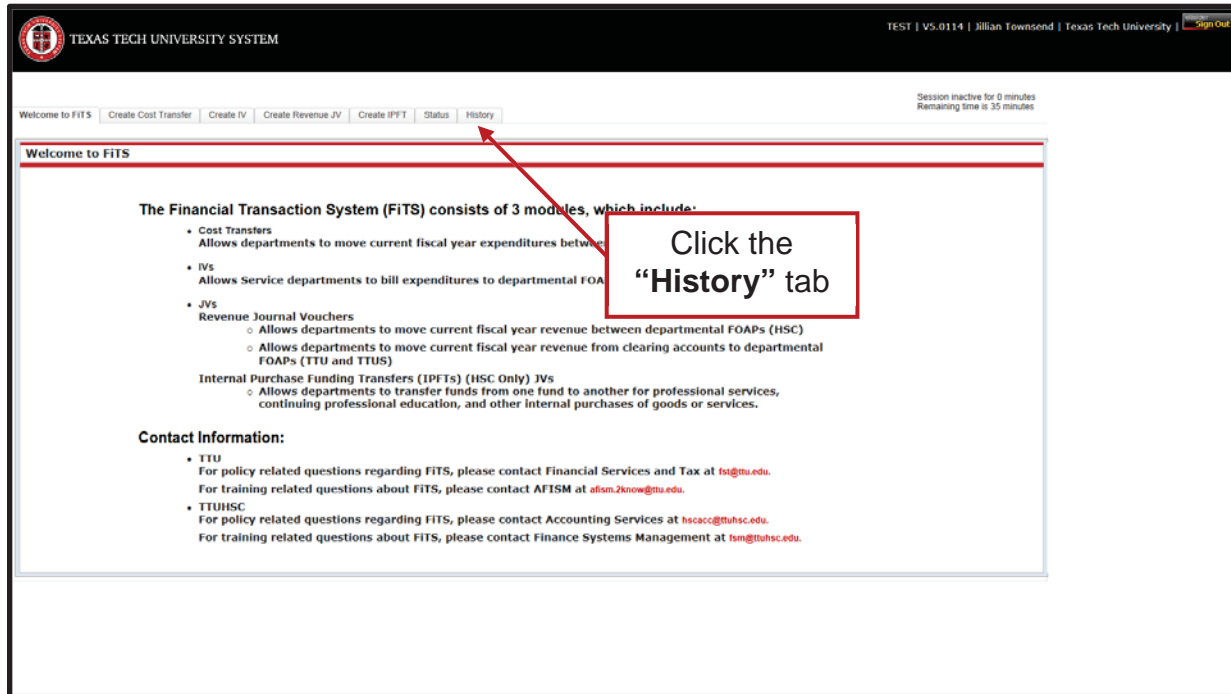 TEXAS TECH UNIVERSITY SYSTEM
TEST | V5.0114 | Jillian Townsend | Texas Tech University | Sign Out
Session inactive for 0 minutes
Remaining time is 35 minutes
Welcome to FiTS Create Cost Transfer Create IV Create Revenue JV Create IPFT Status History
Welcome to FiTS
The Financial Transaction System (FiTS) consists of 3 modules, which include:
• Cost Transfers
Allows departments to move current fiscal year expenditures betwe
• IVs
Allows Service departments to bill expenditures to departmental FOA
Click the
“History” tab
• JVs
Revenue Journal Vouchers
○ Allows departments to move current fiscal year revenue between departmental FOAPs (HSC)
○ Allows departments to move current fiscal year revenue from clearing accounts to departmental
FOAPs (TTU and TTUS)
Internal Purchase Funding Transfers (IPFTs) (HSC Only) JVs
○ Allows departments to transfer funds from one fund to another for professional services,
continuing professional education, and other internal purchases of goods or services.
Contact Information:
• TTU
For policy related questions regarding FiTS, please contact Financial Services and Tax at fst@ttu.edu.
For training related questions about FiTS, please contact AFISM at afism.2know@ttu.edu.
• TTUHSC
For policy related questions regarding FiTS, please contact Accounting Services at hscacc@ttuhsc.edu.
For training related questions about FiTS, please contact Finance Systems Management at fsm@ttuhsc.edu.